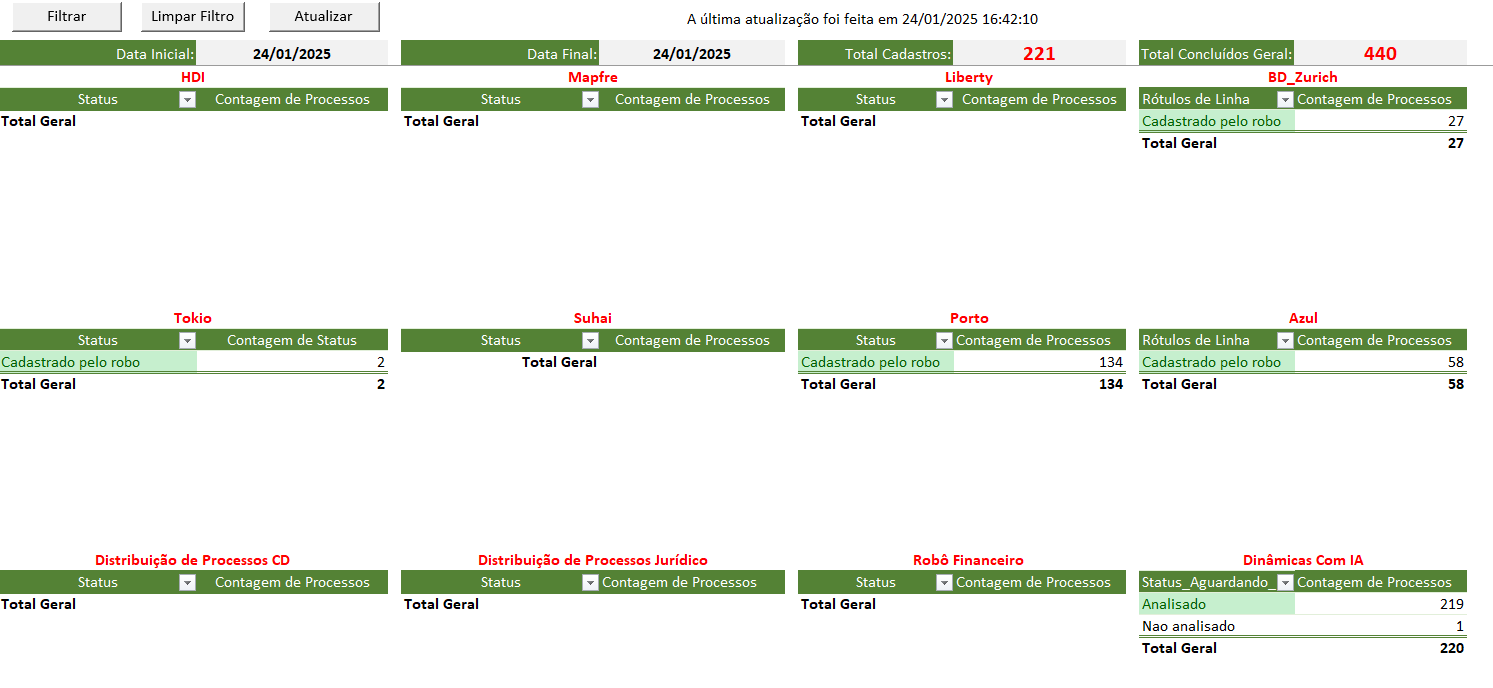 Filtrar Limpar Filtro Atualizar A última atualização foi feita em 24/01/2025 16:42:10
Data Inicial: 24/01/2025 Data Final: 24/01/2025 Total Cadastros: 221 Total Concluídos Geral: 440
HDI Mapfre Liberty BD_Zurich
Status Contagem de Processos Status Contagem de Processos Status Contagem de Processos Rótulos de Linha Contagem de Processos
Total Geral Total Geral Total Geral Cadastrado pelo robo 27
Total Geral 27
Tokio Suhai Porto Azul
Status Contagem de Status Status Contagem de Processos Status Contagem de Processos Rótulos de Linha Contagem de Processos
Cadastrado pelo robo 2 Total Geral Cadastrado pelo robo 134 Cadastrado pelo robo 58
Total Geral 2 Total Geral 134 Total Geral 58
Distribuição de Processos CD Distribuição de Processos Jurídico Robô Financeiro Dinâmicas Com IA
Status Contagem de Processos Status Contagem de Processos Status Contagem de Processos Status_Aguardando_ Contagem de Processos
Total Geral Total Geral Total Geral Analisado 219
Nao analisado 1
Total Geral 220